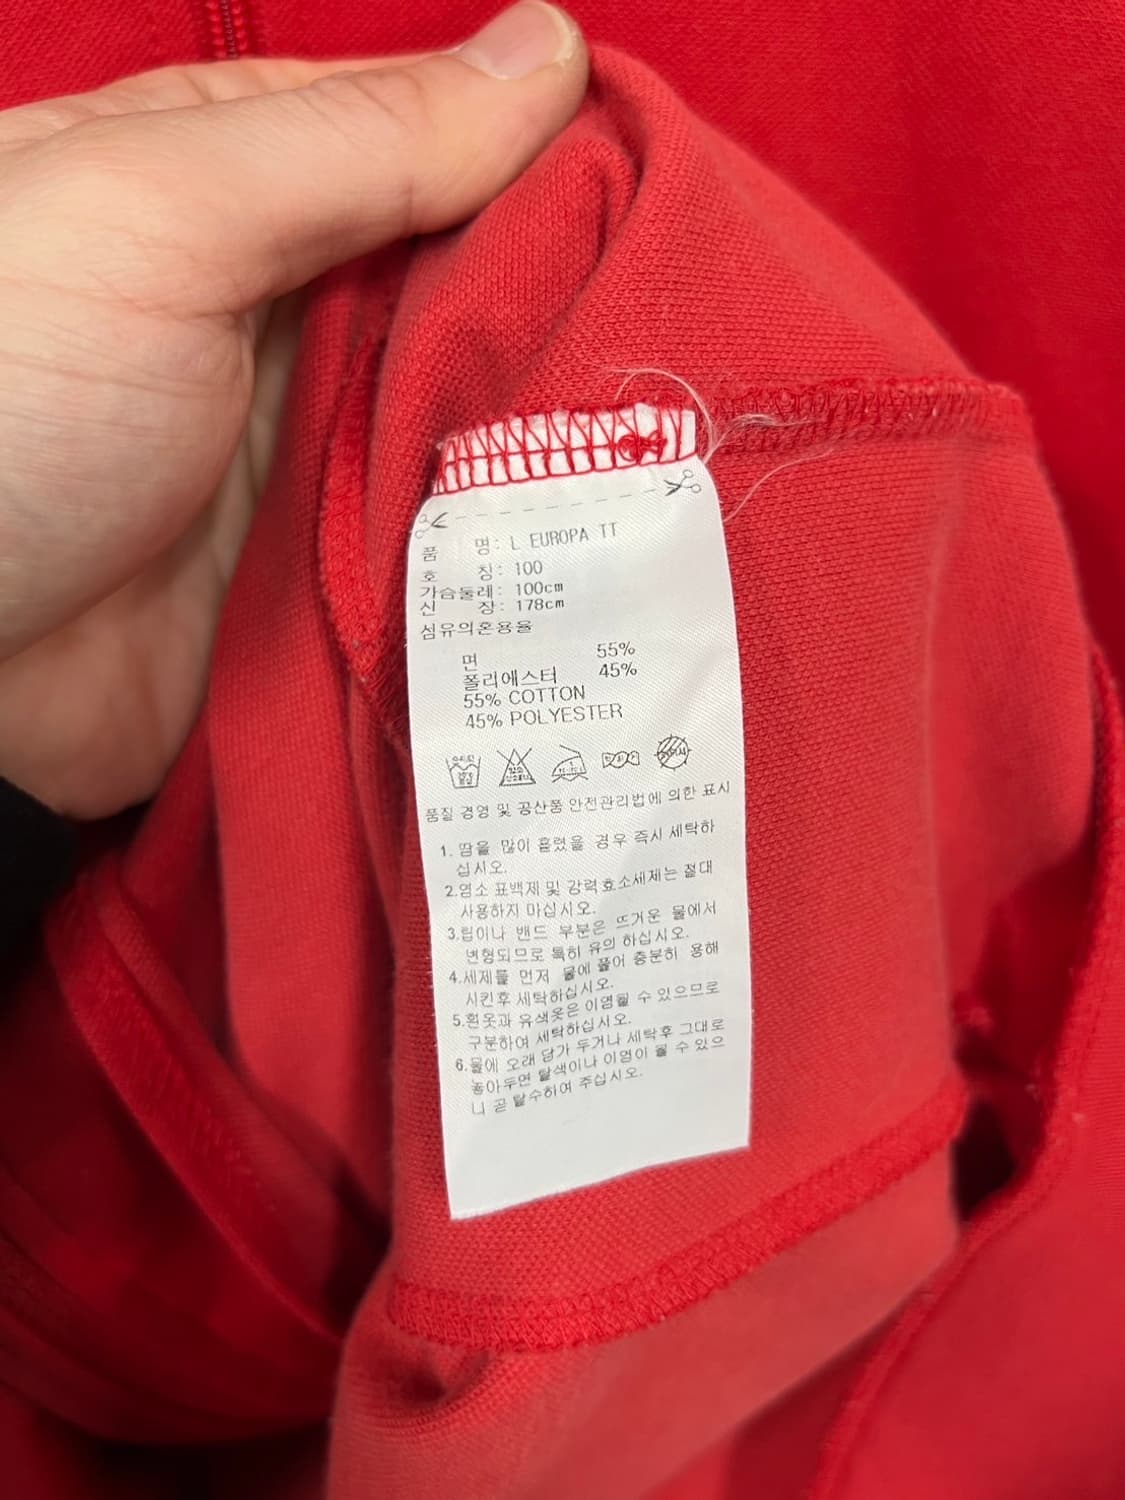 품 명: L EUROPA TT
호 칭: 100
가슴둘레: 100cm
신 장: 178cm
섬유의혼용율
면 55%
폴리에스터 45%
55% COTTON
45% POLYESTER
품질 경영 및 공산품 안전관리법에 의한 표시
1. 땀을 많이 흘렸을 경우 즉시 세탁하
십시오.
2.염소 표백제 및 강력효소세제는 절대
사용하지 마십시오.
3.립이나 밴드 부분은 뜨거운 물에서
변형되므로 특히 유의 하십시오.
4.세제를 먼저 물에 풀어 충분히 용해
시킨후 세탁하십시오.
5.흰옷과 유색옷은 이염될 수 있으므로
구분하여 세탁하십시오.
6.물에 오래 담가 두거나 세탁후 그대로
놓아두면 탈색이나 이염이 될 수 있으
니 곧 탈수하여 주십시오.